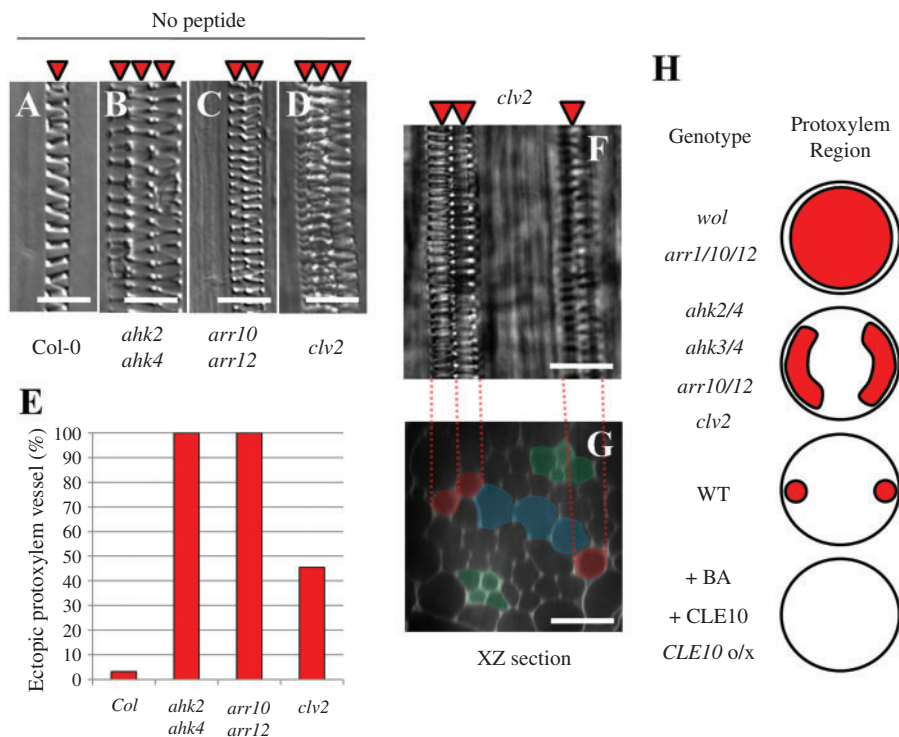 No peptide
A
B
C
D
Col-0
ahk2
ahk4
arr10
arr12
clv2
E
Ectopic protoxylem vessel (%)
100
90
80
70
60
50
40
30
20
10
0
Col
ahk2
ahk4
arr10
arr12
clv2
clv2
F
G
XZ section
H
Genotype
Protoxylem
Region
wol
arr1/10/12
ahk2/4
ahk3/4
arr10/12
clv2
WT
+ BA
+ CLE10
CLE10 o/x